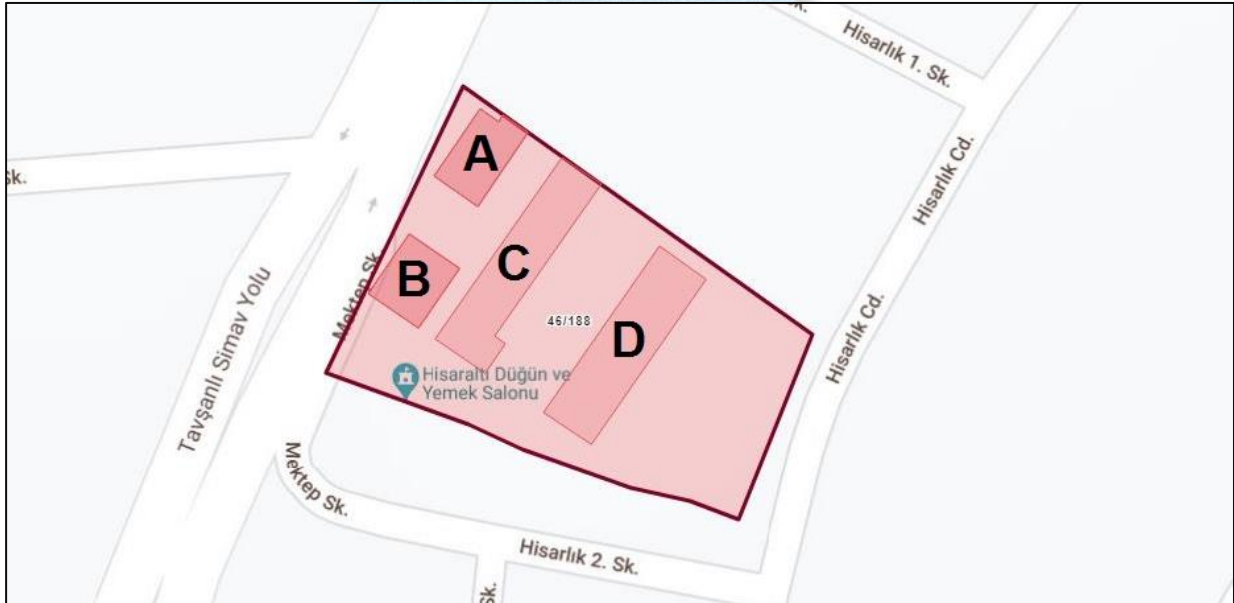 Sk.
Hisarlık 1. Sk.
Hisarlık Cd.
A
Sk.
B
C
Mektep Sk.
46/188
D
Hisarlık Cd.
Tavşanlı Simav Yolu
Hisaraltı Düğün ve
Yemek Salonu
Mektep Sk.
Hisarlık 2. Sk.
Sk.